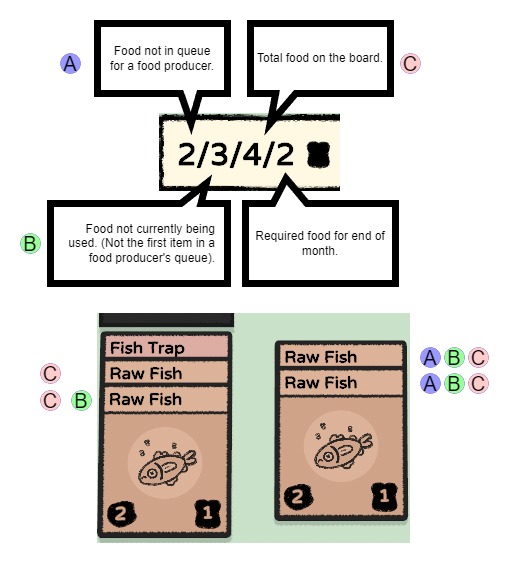 A
Food not in queue
for a food producer.
Total food on the board.
C
2/3/4/2
B
Food not currently being
used. (Not the first item in a
food producer's queue).
Required food for end of
month.
Fish Trap
C
Raw Fish
C B
Raw Fish
2 1
Raw Fish
A B C
Raw Fish
A B C
2 1